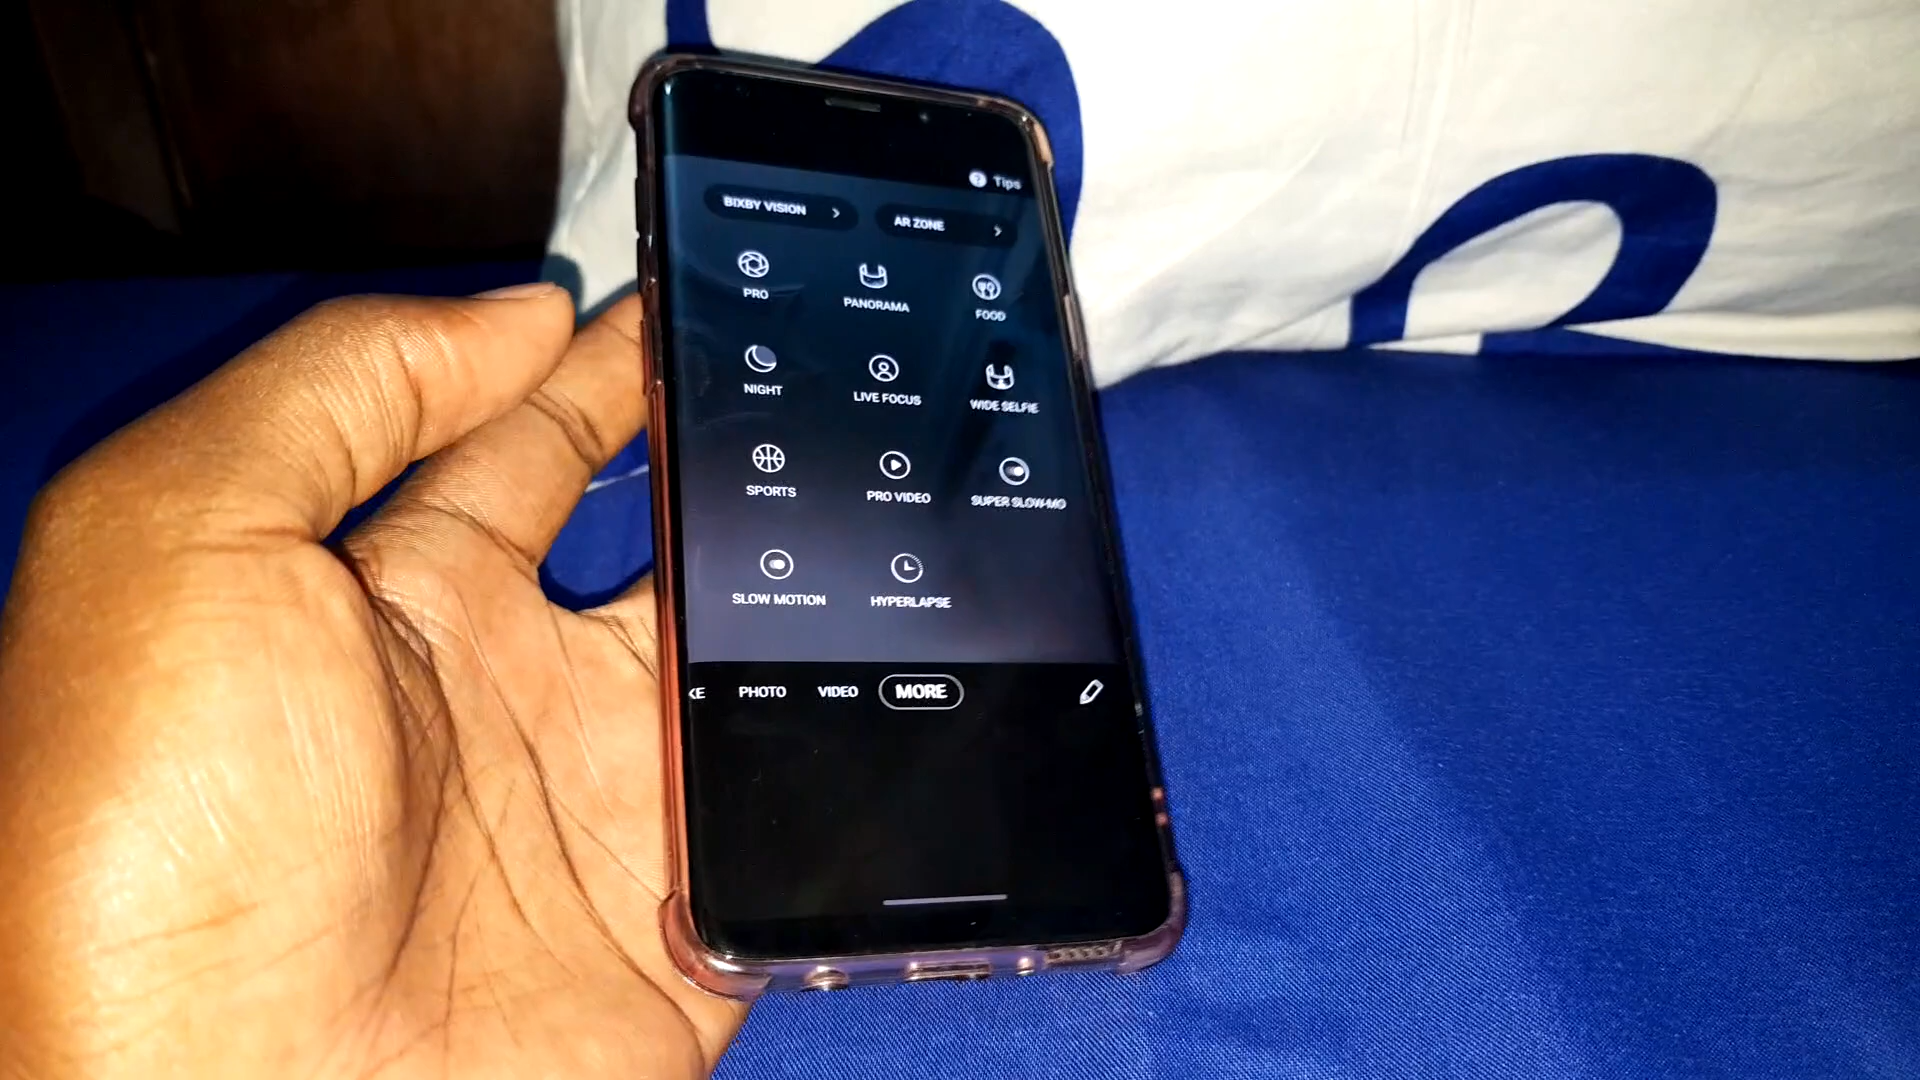 Tips
BIXBY VISION > AR ZONE >
PRO PANORAMA FOOD
NIGHT LIVE FOCUS WIDE SELFIE
SPORTS PRO VIDEO SUPER SLOW-MO
SLOW MOTION HYPERLAPSE
KE PHOTO VIDEO MORE